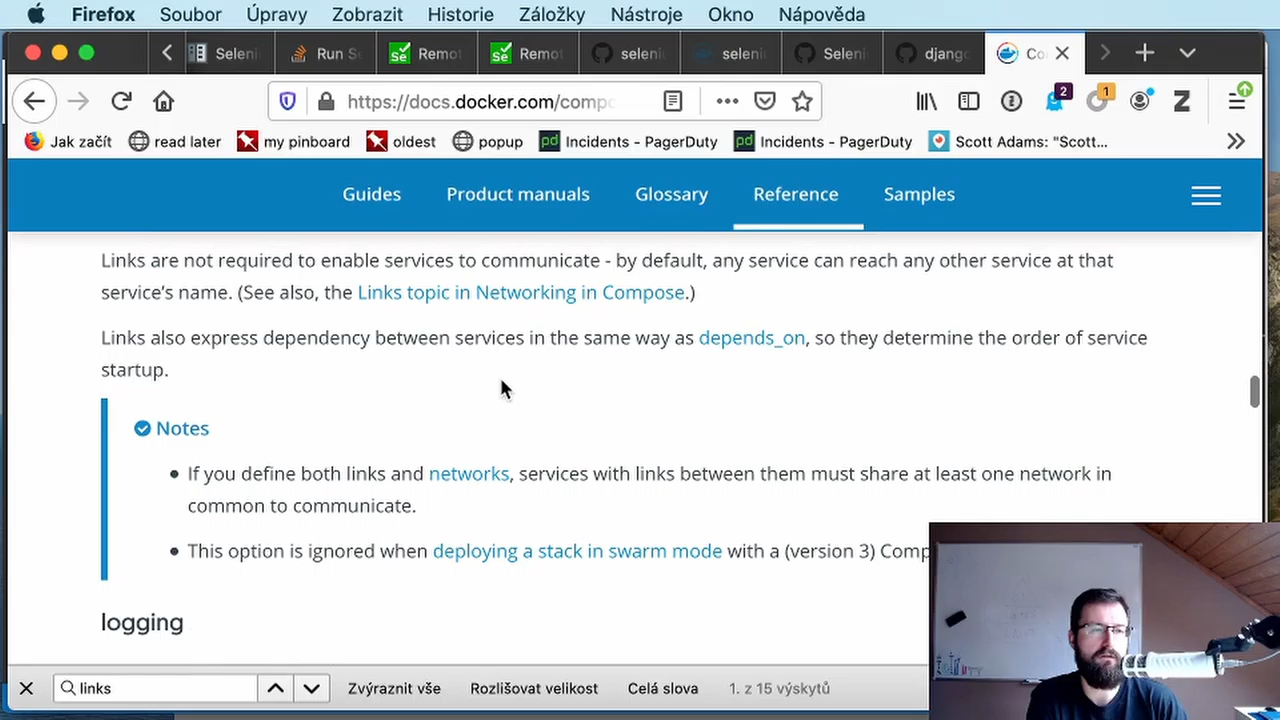 Firefox Soubor Úpravy Zobrazit Historie Záložky Nástroje Okno Nápověda
Seleni Run S Remot Remot seleni seleni Seleni djang Co
https://docs.docker.com/compo 2 1 Z
Jak začít read later my pinboard oldest popup pd Incidents - PagerDuty pd Incidents - PagerDuty Scott Adams: "Scott...
Guides Product manuals Glossary Reference Samples
Links are not required to enable services to communicate - by default, any service can reach any other service at that
service's name. (See also, the Links topic in Networking in Compose.)
Links also express dependency between services in the same way as depends_on, so they determine the order of service
startup.
Notes
If you define both links and networks, services with links between them must share at least one network in
common to communicate.
This option is ignored when deploying a stack in swarm mode with a (version 3) Comp
logging
links Zvýraznit vše Rozlišovat velikost Celá slova 1. z 15 výskytů